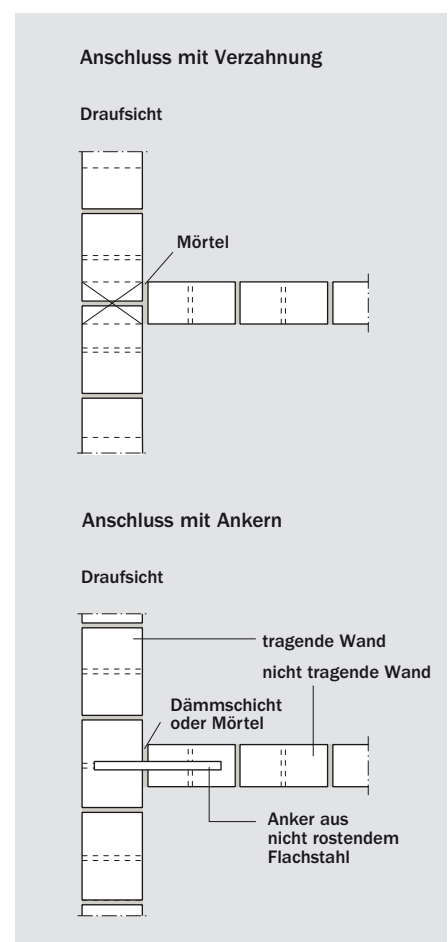 Anschluss mit Verzahnung
Draufsicht
Mörtel
Anschluss mit Ankern
Draufsicht
tragende Wand
nicht tragende Wand
Dämmschicht
oder Mörtel
Anker aus
nicht rostendem
Flachstahl